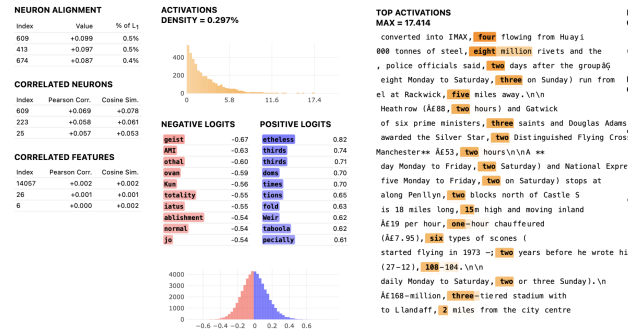 NEURON ALIGNMENT
Index Value % of L1
609 +0.099 0.5%
413 +0.097 0.5%
674 +0.087 0.4%
CORRELATED NEURONS
Index Pearson Corr. Cosine Sim.
609 +0.069 +0.078
223 +0.058 +0.061
25 +0.057 +0.053
CORRELATED FEATURES
Index Pearson Corr. Cosine Sim.
14057 +0.002 +0.002
26 +0.001 +0.001
6 +0.000 +0.002
ACTIVATIONS
DENSITY = 0.297%
400
200
0
0 5.8 11.6 17.4
NEGATIVE LOGITS POSITIVE LOGITS
geist -0.67 etheless 0.82
AMI -0.63 thirds 0.74
othal -0.60 thirds 0.71
ovan -0.59 doms 0.70
Kun -0.56 times 0.70
totality -0.55 tions 0.65
iatus -0.55 fold 0.63
ablishment -0.54 Weir 0.62
normal -0.54 taboola 0.62
jo -0.54 pecially 0.61
4000
3000
2000
1000
0
−0.6 −0.4 −0.2 0 0.2 0.4 0.6
TOP ACTIVATIONS
MAX = 17.414
converted into IMAX, four flowing from Huayi
000 tonnes of steel, eight million rivets and the
, police officials said, two days after the groupâĢ
eight Monday to Saturday, three on Sunday) run from
el at Rackwick, five miles away.\n\n
Heathrow (Â£88, two hours) and Gatwick
of six prime ministers, three saints and Douglas Adams
awarded the Silver Star, two Distinguished Flying Cros
Manchester** Â£53, two hours\n\nA **
day Monday to Friday, two Saturday) and National Expre
five Monday to Friday, two on Saturday) stops at
along Penllyn, two blocks north of Castle S
is 18 miles long, 15m high and moving inland
Â£19 per hour, one-hour chauffeured
(Â£7.95), six types of scones (
started flying in 1973 –; two years before he wrote hi
(27-12), 108-104.\n\n
daily Monday to Saturday, two or three Sunday).\n
Â£168-million, three-tiered stadium with
to Llandaff, 2 miles from the city centre